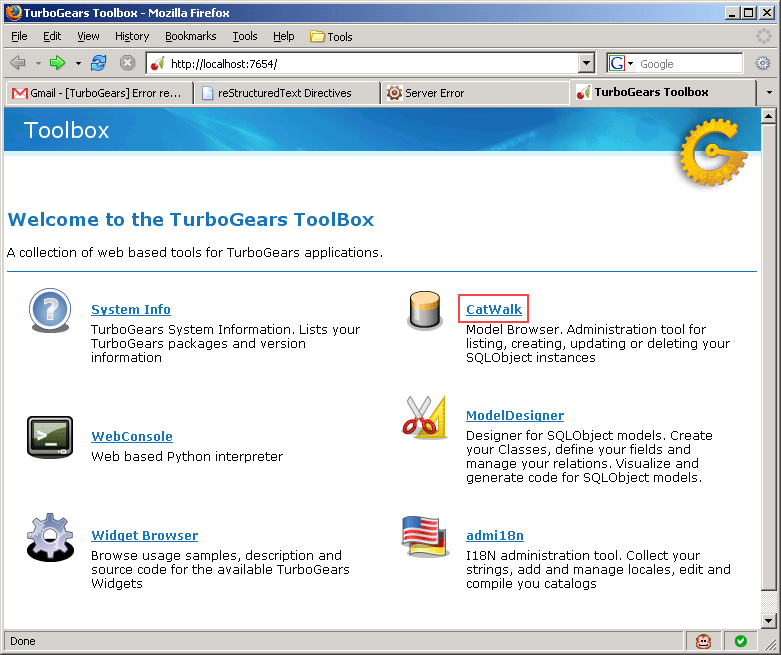 TurboGears Toolbox - Mozilla Firefox
File Edit View History Bookmarks Tools Help Tools
http://localhost:7654/
G Google
Gmail - [TurboGears] Error re... reStructuredText Directives Server Error TurboGears Toolbox
Toolbox
GEARS
Welcome to the TurboGears ToolBox
A collection of web based tools for TurboGears applications.
System Info
TurboGears System Information. Lists your
TurboGears packages and version
information
CatWalk
Model Browser. Administration tool for
listing, creating, updating or deleting your
SQLObject instances
WebConsole
Web based Python interpreter
ModelDesigner
Designer for SQLObject models. Create
your Classes, define your fields and
manage your relations. Visualize and
generate code for SQLObject models.
Widget Browser
Browse usage samples, description and
source code for the available TurboGears
Widgets
admi18n
I18N administration tool. Collect your
strings, add and manage locales, edit and
compile you catalogs
Done